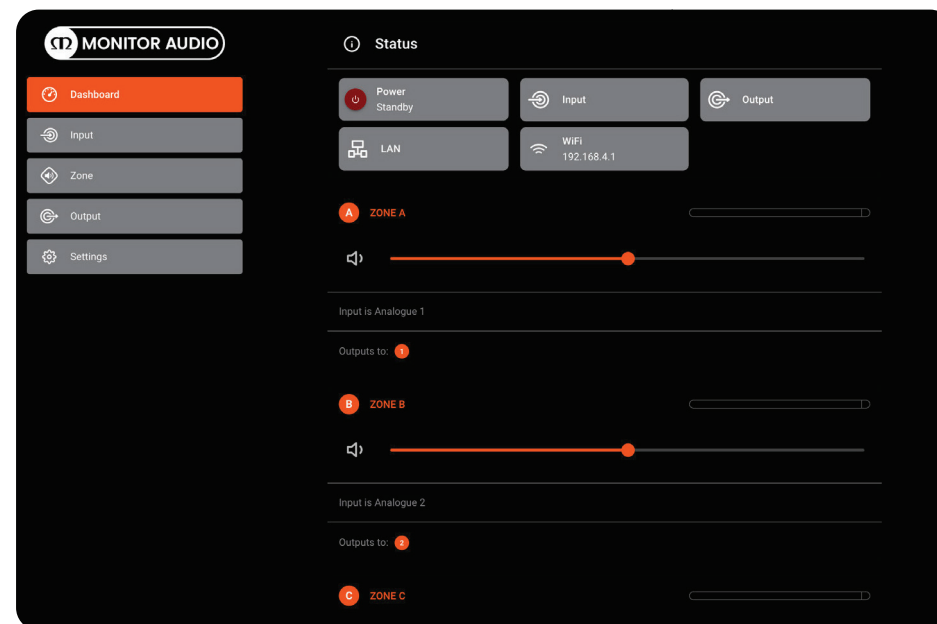 MONITOR AUDIO
Status
Dashboard
Input
Zone
Output
Settings
Power
Standby
Input
Output
LAN
WiFi
192.168.4.1
A ZONE A
Input is Analogue 1
Outputs to: 1
B ZONE B
Input is Analogue 2
Outputs to: 2
C ZONE C